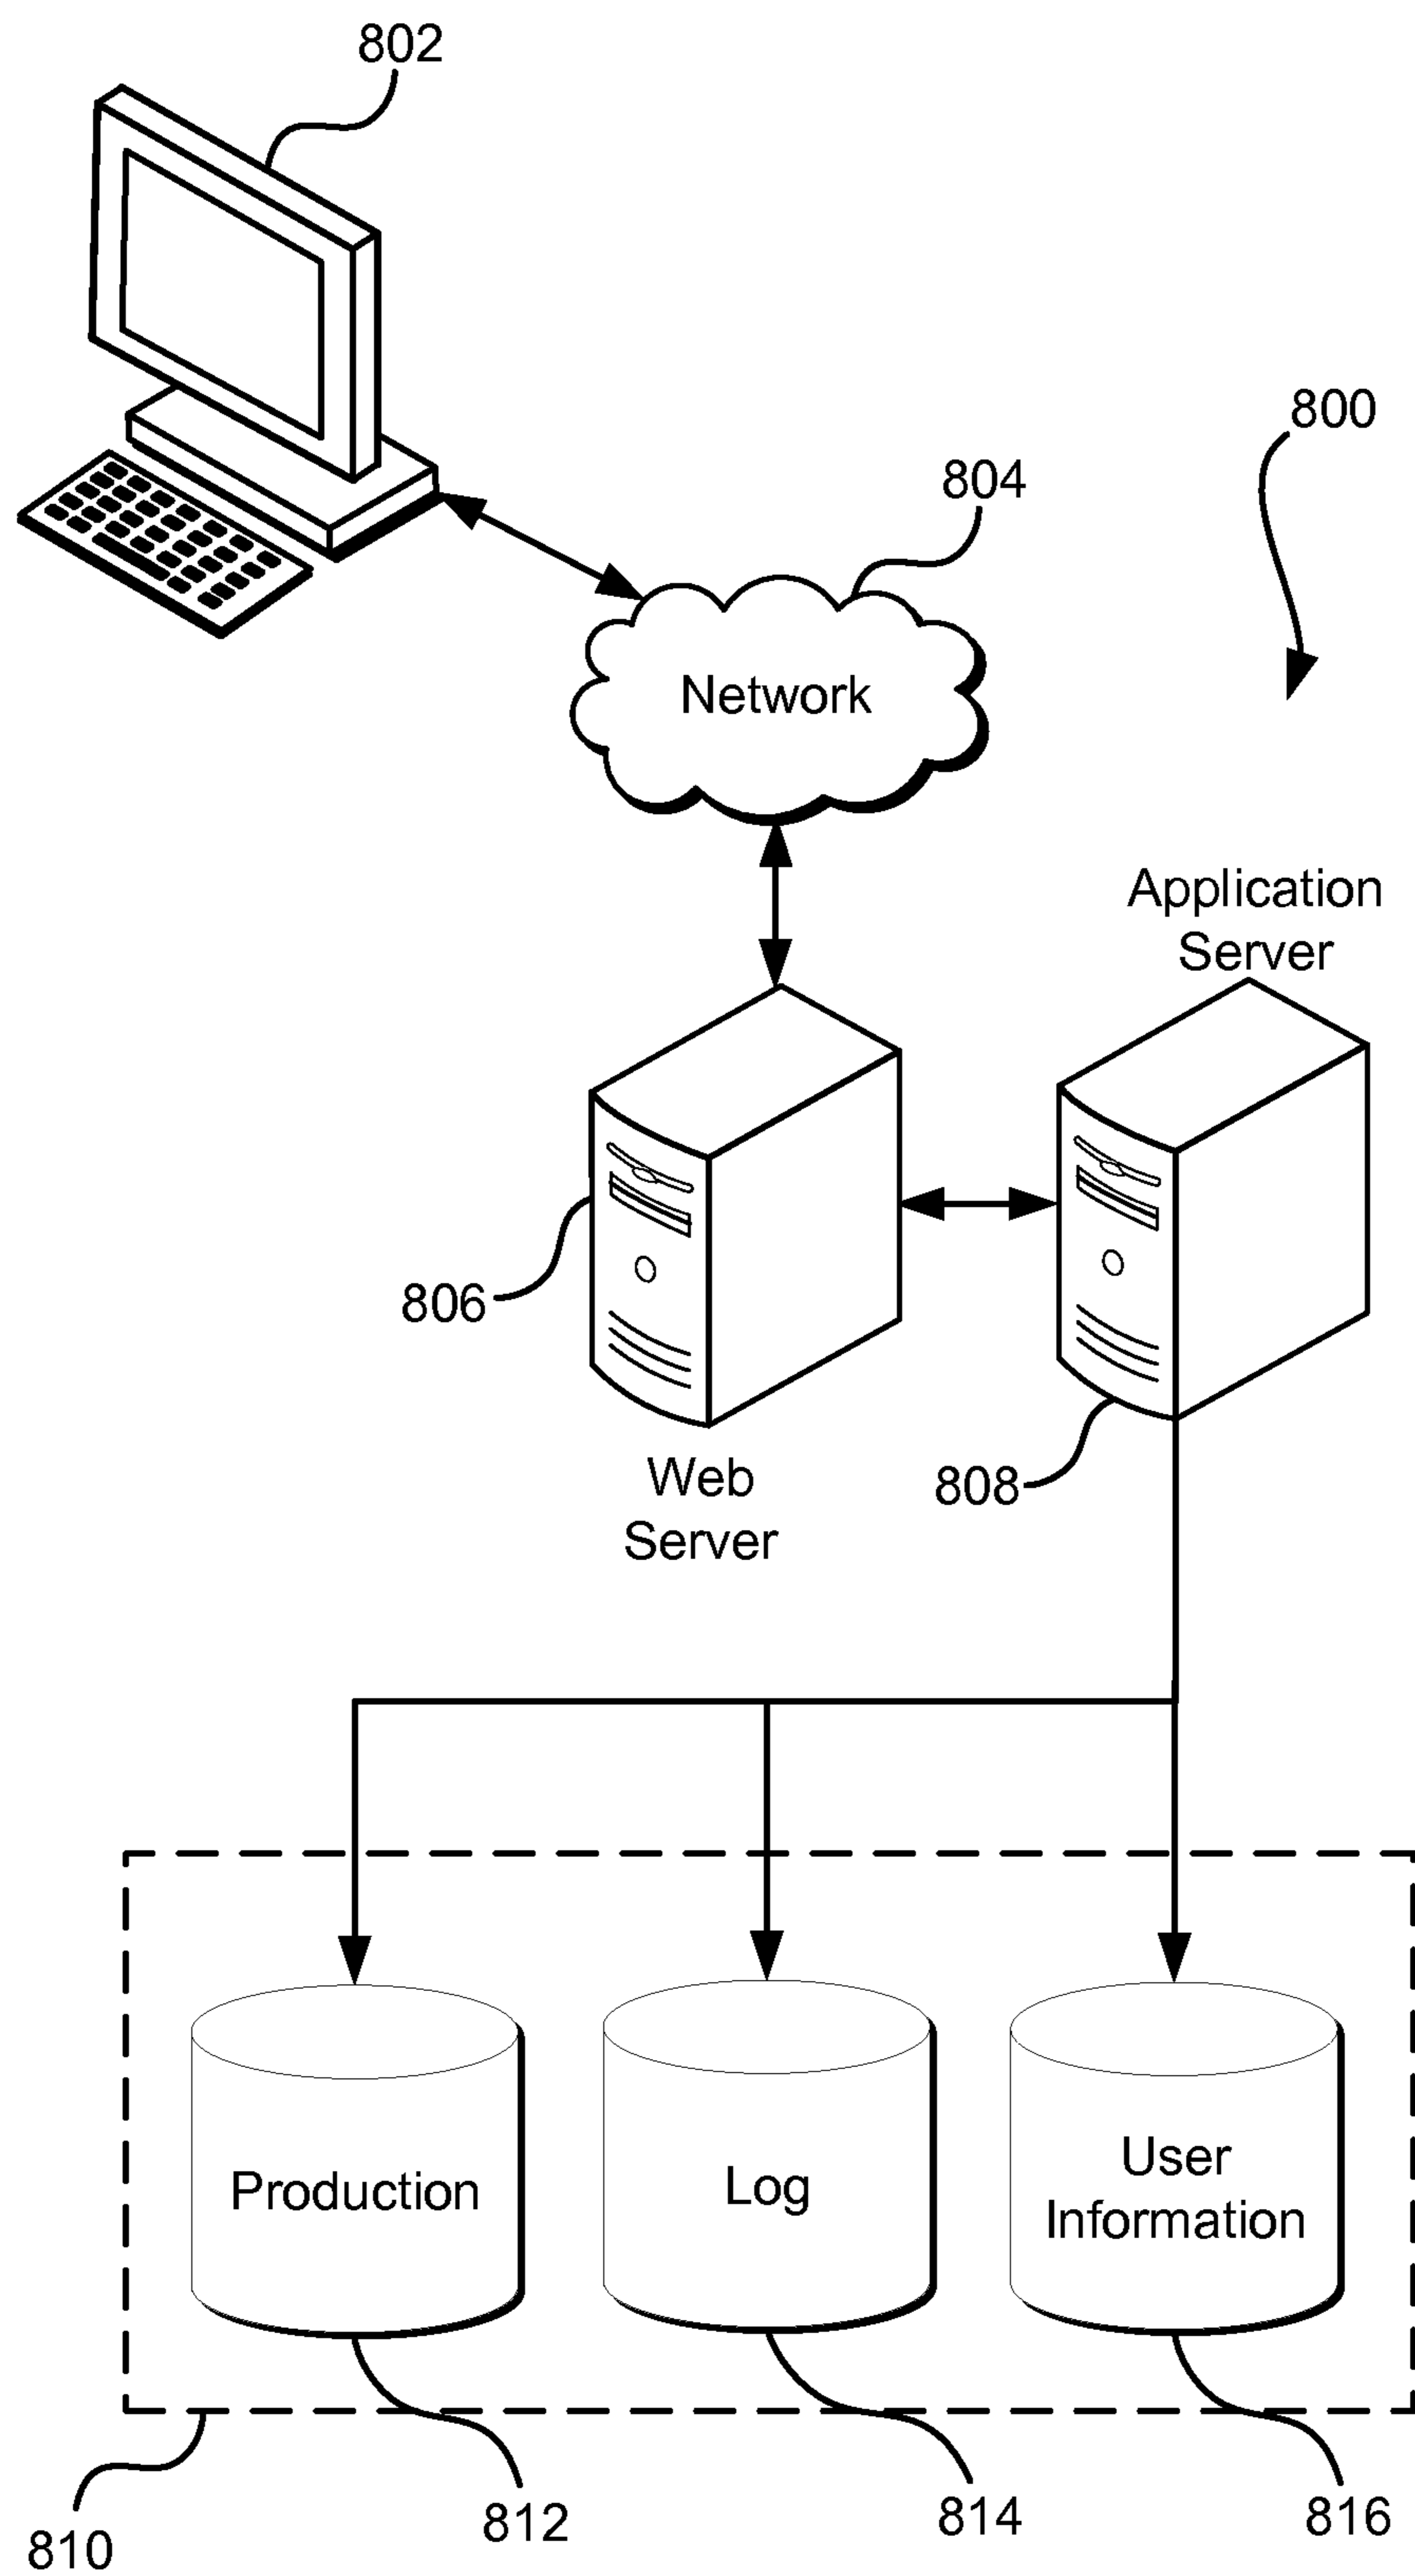 802
800
804
Network
Application
Server
806
808
Web
Server
Production
Log
User
Information
810
812
814
816